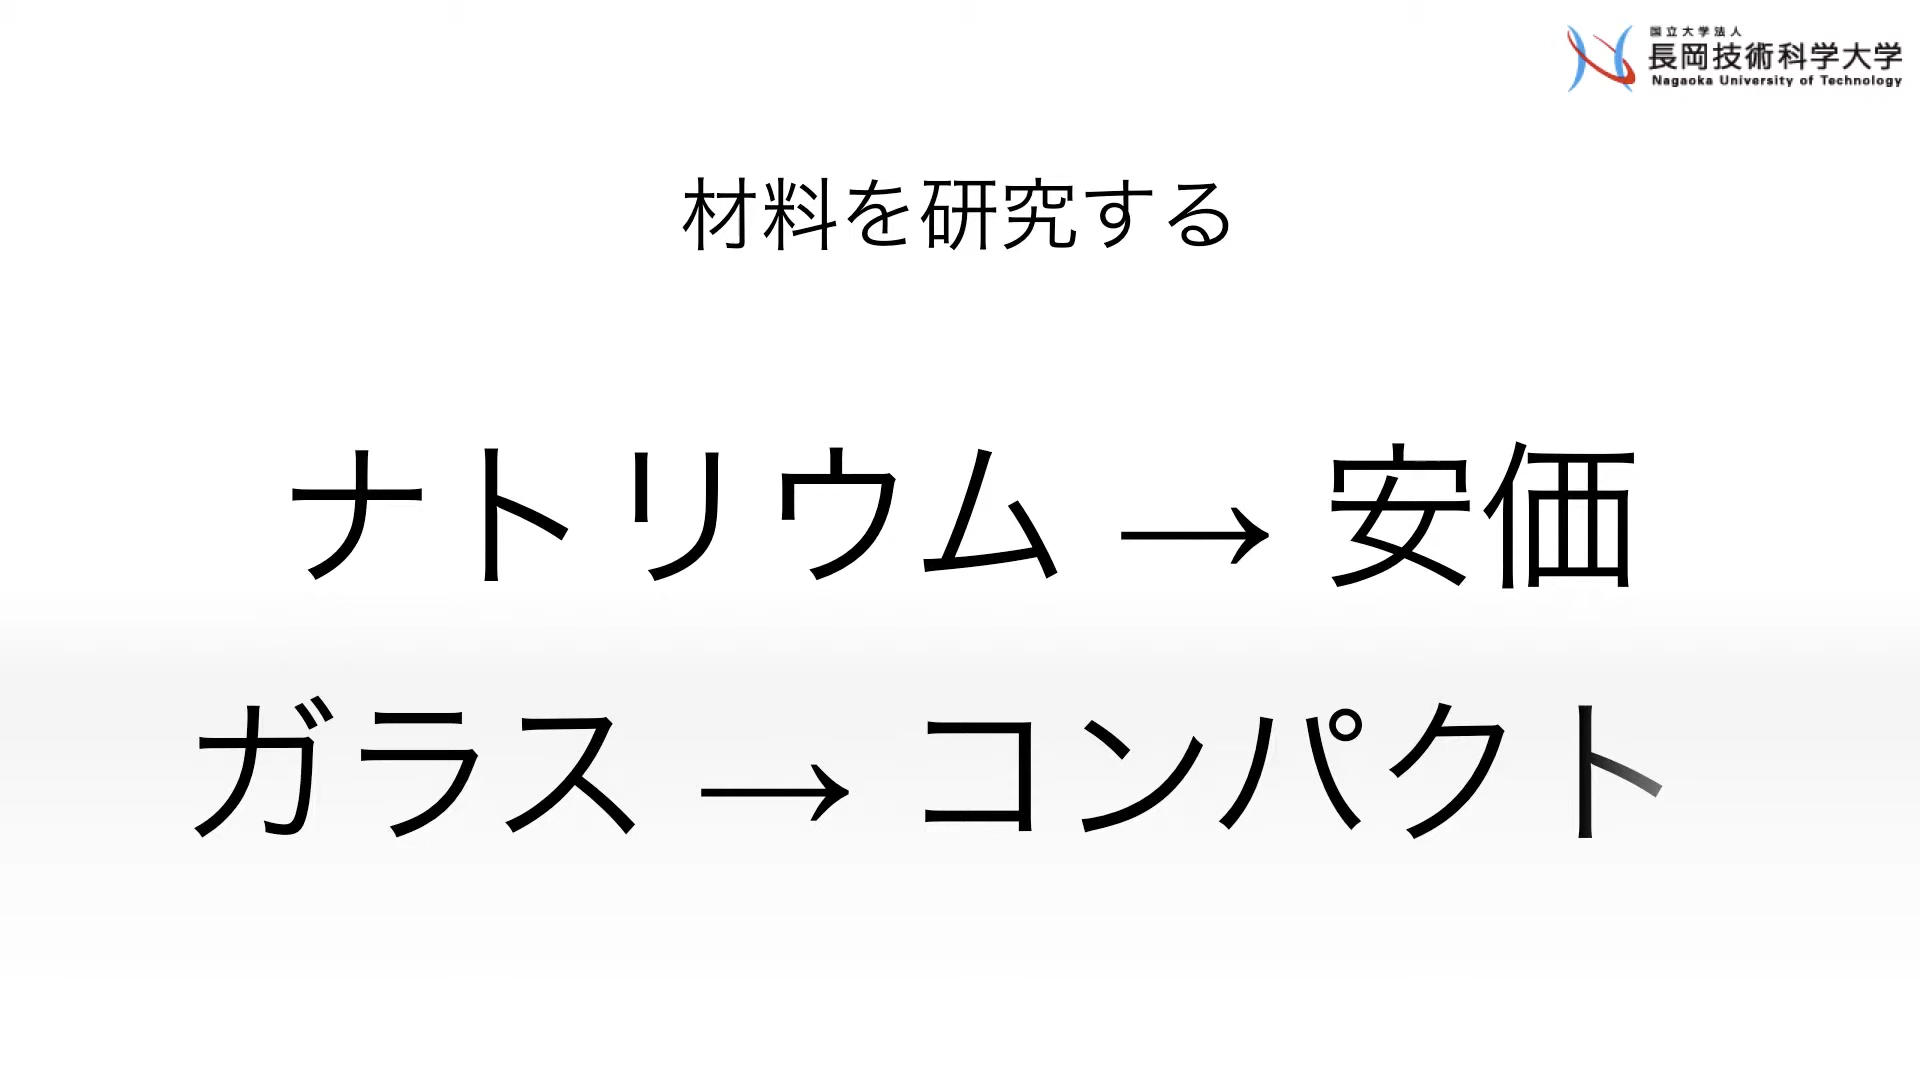 国立大学法人
長岡技術科学大学
Nagaoka University of Technology
材料を研究する
ナトリウム → 安価
ガラス → コンパクト